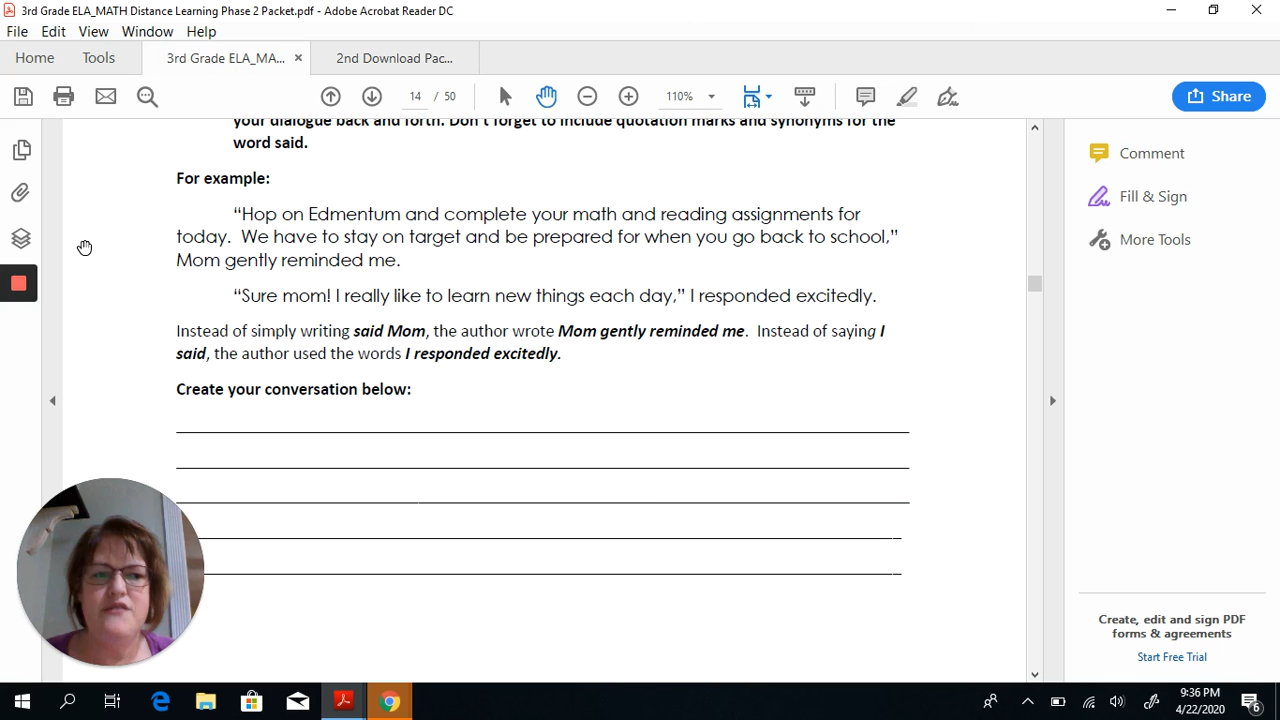 3rd Grade ELA_MATH Distance Learning Phase 2 Packet.pdf - Adobe Acrobat Reader DC
File Edit View Window Help
Home Tools 3rd Grade ELA_MA... × 2nd Download Pac...
14 / 50 110% Share
your dialogue back and forth. Don't forget to include quotation marks and synonyms for the
word said.
For example:
“Hop on Edmentum and complete your math and reading assignments for
today. We have to stay on target and be prepared for when you go back to school,”
Mom gently reminded me.
“Sure mom! I really like to learn new things each day,” I responded excitedly.
Instead of simply writing said Mom, the author wrote Mom gently reminded me. Instead of saying I
said, the author used the words I responded excitedly.
Create your conversation below:
Comment
Fill & Sign
More Tools
Create, edit and sign PDF
forms & agreements
Start Free Trial
9:36 PM
4/22/2020
6